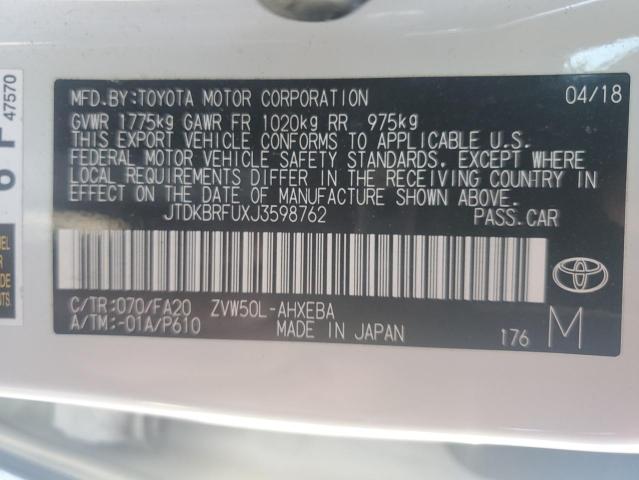 MFD.BY:TOYOTA MOTOR CORPORATION 04/18
GVWR 1775kg GAWR FR 1020kg RR 975kg
THIS EXPORT VEHICLE CONFORMS TO APPLICABLE U.S.
FEDERAL MOTOR VEHICLE SAFETY STANDARDS. EXCEPT WHERE
LOCAL REQUIREMENTS DIFFER IN THE RECEIVING COUNTRY IN
EFFECT ON THE DATE OF MANUFACTURE SHOWN ABOVE.
JTDKBRFUXJ3598762 PASS.CAR
C/TR:070/FA20 ZVW50L-AHXEBA
A/TM:-01A/P610 MADE IN JAPAN 176 M
TOYOTA
47570